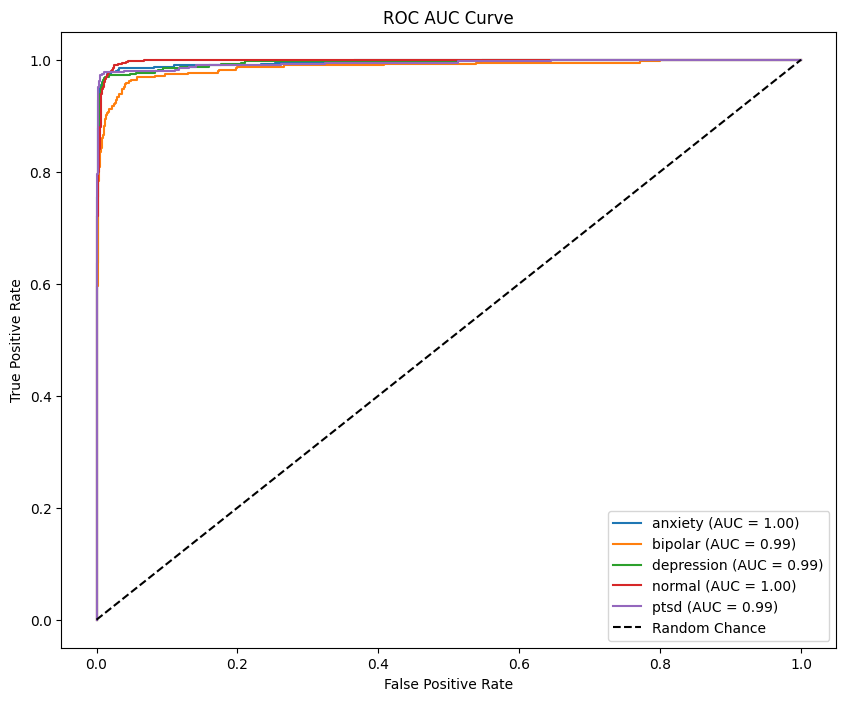 ROC AUC Curve
True Positive Rate
1.0
0.8
0.6
0.4
0.2
0.0
0.0 0.2 0.4 0.6 0.8 1.0
False Positive Rate
anxiety (AUC = 1.00)
bipolar (AUC = 0.99)
depression (AUC = 0.99)
normal (AUC = 1.00)
ptsd (AUC = 0.99)
Random Chance